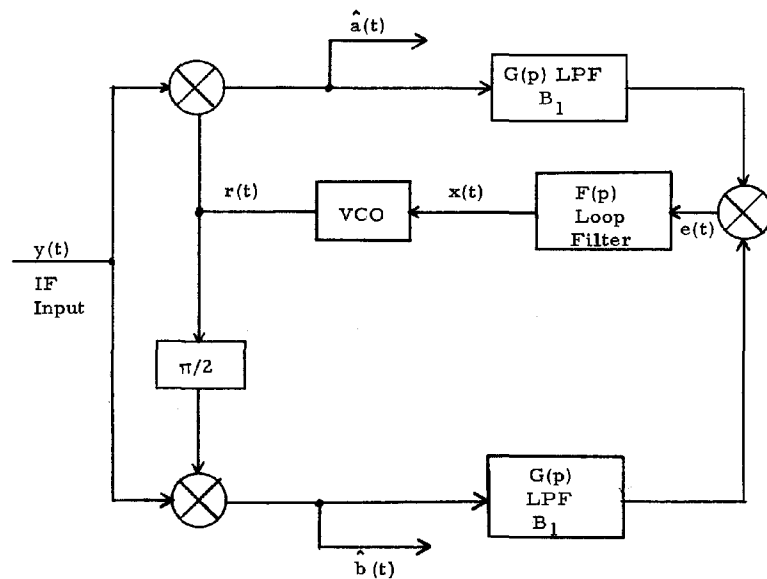 â(t)
G(p) LPF
B₁
r(t)
VCO
x(t)
F(p)
Loop
Filter
e(t)
y(t)
IF
Input
π/2
G(p)
LPF
B₁
b̂(t)